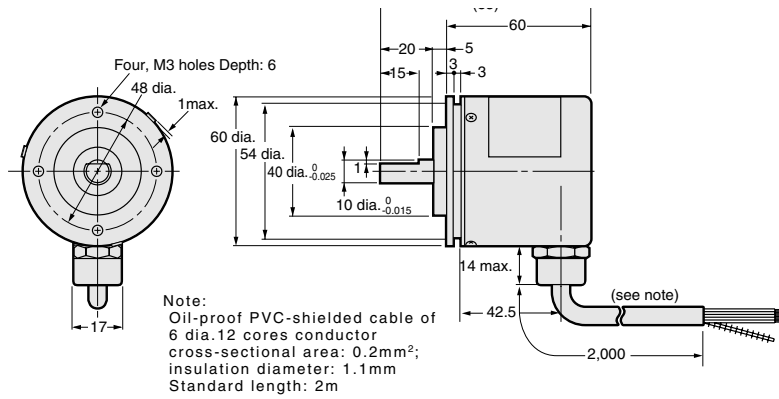 60
20
5
Four, M3 holes Depth: 6
3
15
3
48 dia.
1max.
60 dia.
54 dia.
40 dia. 0 -0.025
1
10 dia. 0 -0.015
14 max.
(see note)
42.5
17
2,000
Note:
Oil-proof PVC-shielded cable of
6 dia.12 cores conductor
cross-sectional area: 0.2mm²;
insulation diameter: 1.1mm
Standard length: 2m